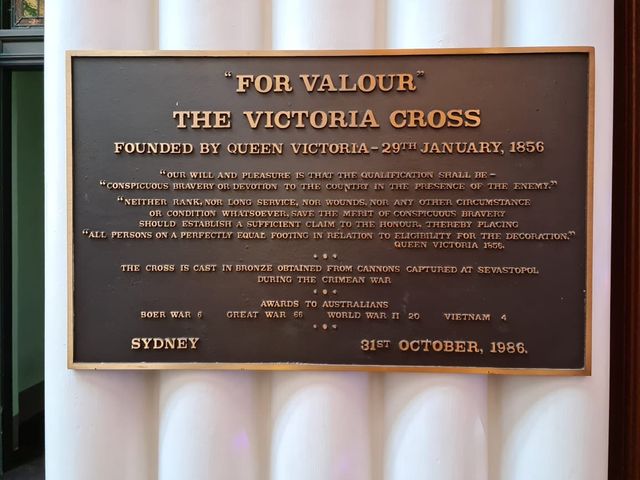 "FOR VALOUR"
THE VICTORIA CROSS
FOUNDED BY QUEEN VICTORIA - 29TH JANUARY, 1856
"OUR WILL AND PLEASURE IS THAT THE QUALIFICATION SHALL BE -
"CONSPICUOUS BRAVERY OR DEVOTION TO THE COUNTRY IN THE PRESENCE OF THE ENEMY."
"NEITHER RANK, NOR LONG SERVICE, NOR WOUNDS, NOR ANY OTHER CIRCUMSTANCE
OR CONDITION WHATSOEVER, SAVE THE MERIT OF CONSPICUOUS BRAVERY
SHOULD ESTABLISH A SUFFICIENT CLAIM TO THE HONOUR, THEREBY PLACING
"ALL PERSONS ON A PERFECTLY EQUAL FOOTING IN RELATION TO ELIGIBILITY FOR THE DECORATION."
QUEEN VICTORIA 1856.
THE CROSS IS CAST IN BRONZE OBTAINED FROM CANNONS CAPTURED AT SEVASTOPOL
DURING THE CRIMEAN WAR
AWARDS TO AUSTRALIANS
BOER WAR 6 GREAT WAR 66 WORLD WAR II 20 VIETNAM 4
SYDNEY 31ST OCTOBER, 1986.